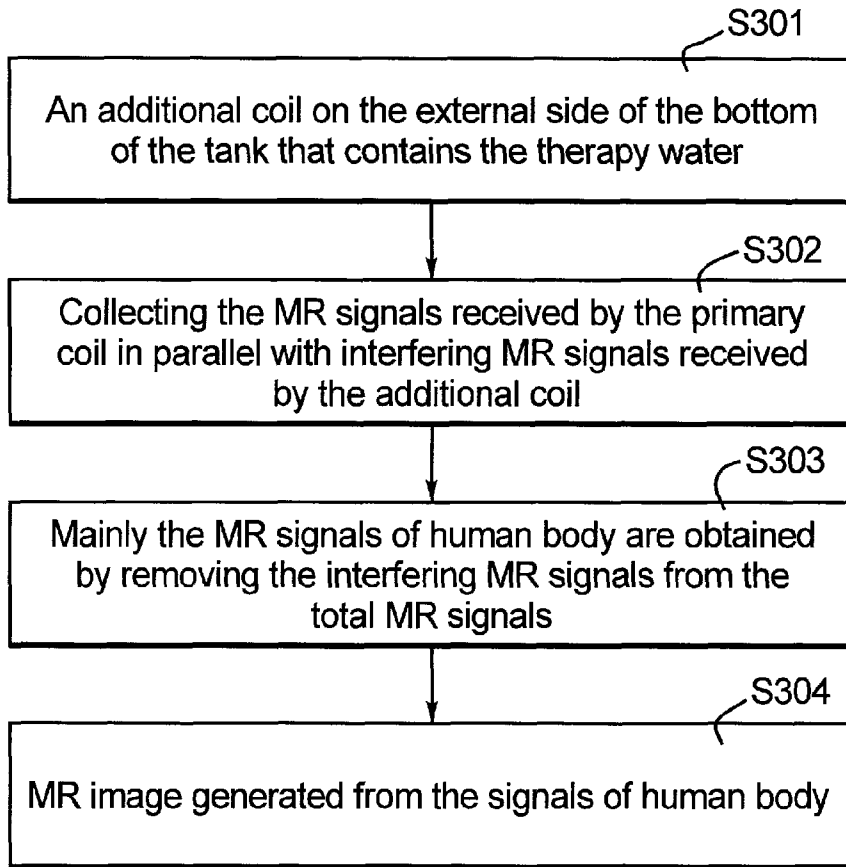 S301
An additional coil on the external side of the bottom
of the tank that contains the therapy water
S302
Collecting the MR signals received by the primary
coil in parallel with interfering MR signals received
by the additional coil
S303
Mainly the MR signals of human body are obtained
by removing the interfering MR signals from the
total MR signals
S304
MR image generated from the signals of human body